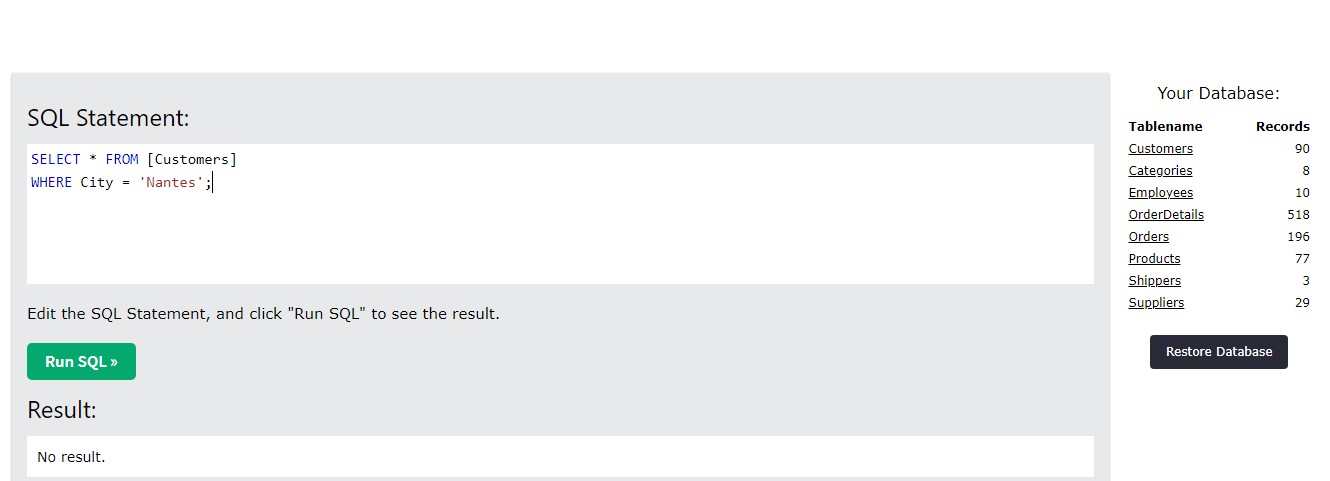 SQL Statement:
SELECT * FROM [Customers]
WHERE City = 'Nantes';
Edit the SQL Statement, and click "Run SQL" to see the result.
Run SQL »
Result:
No result.
Your Database:
Tablename Records
Customers 90
Categories 8
Employees 10
OrderDetails 518
Orders 196
Products 77
Shippers 3
Suppliers 29
Restore Database